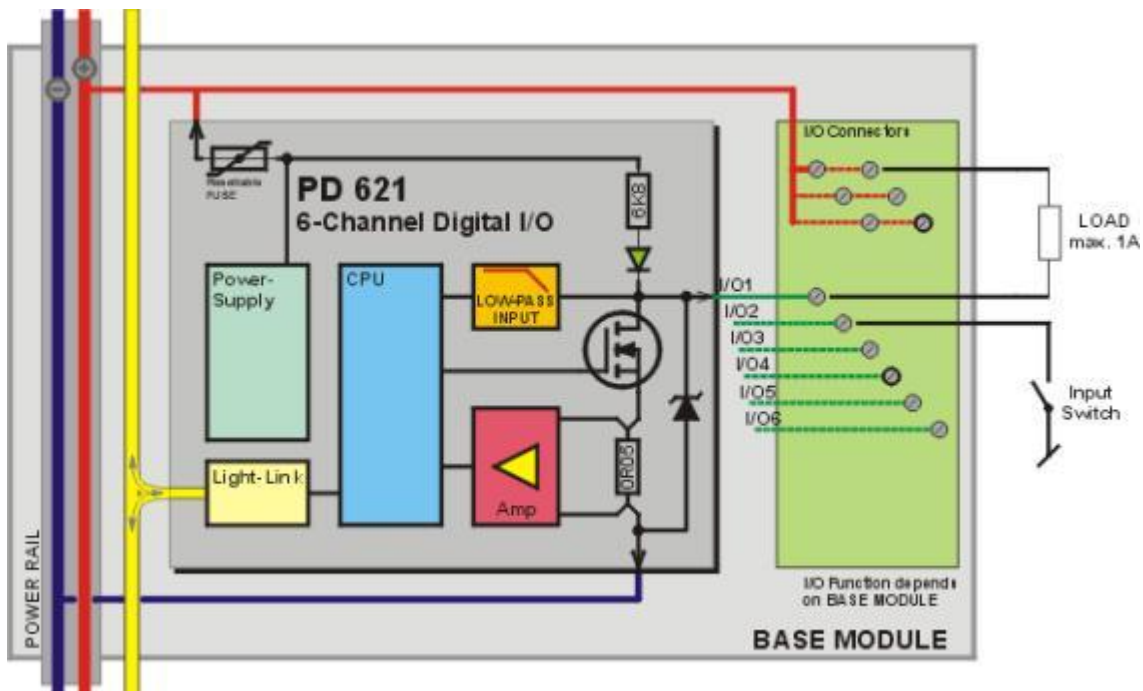 I/O Connectors
Resettable
FUSE
PD 621
6-Channel Digital I/O
6K8
LOAD
max. 1A
Power-
Supply
CPU
LOW-PASS
INPUT
I/O1
I/O2
I/O3
I/O4
I/O5
I/O6
Input
Switch
0R05
Light-Link
Amp
POWER RAIL
I/O Function depends
on BASE MODULE
BASE MODULE